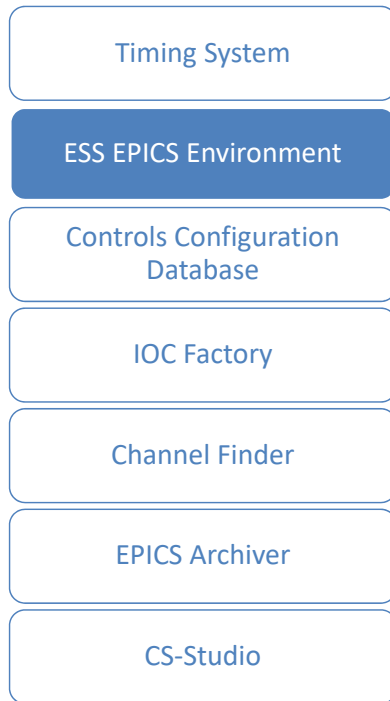 Timing System
ESS EPICS Environment
Controls Configuration
Database
IOC Factory
Channel Finder
EPICS Archiver
CS-Studio